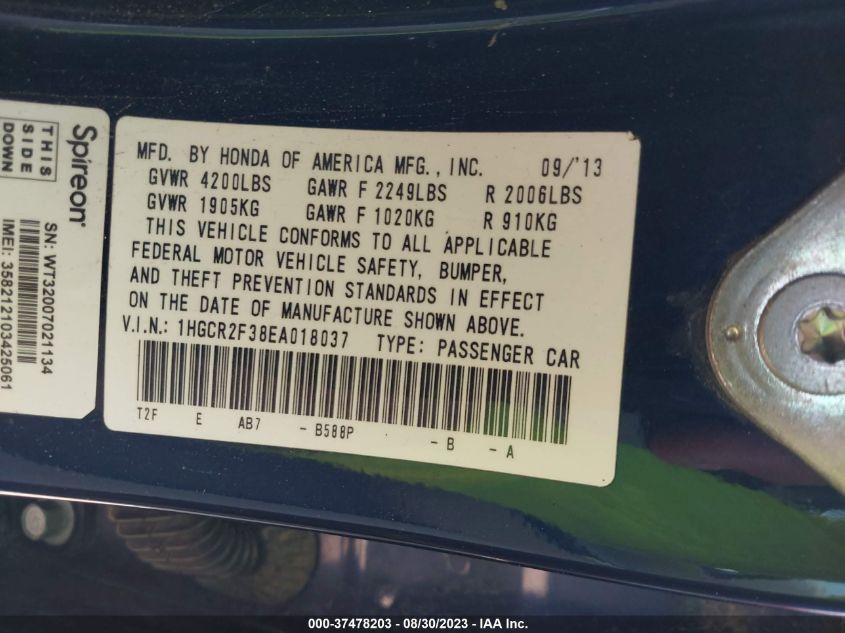 Spireon®
THIS
SIDE
DOWN
SN: WT32007021134
IMEI: 358212103425061
MFD. BY HONDA OF AMERICA MFG., INC. 09/'13
GVWR 4200LBS GAWR F 2249LBS R 2006LBS
GVWR 1905KG GAWR F 1020KG R 910KG
THIS VEHICLE CONFORMS TO ALL APPLICABLE
FEDERAL MOTOR VEHICLE SAFETY, BUMPER,
AND THEFT PREVENTION STANDARDS IN EFFECT
ON THE DATE OF MANUFACTURE SHOWN ABOVE.
V.I.N.: 1HGCR2F38EA018037 TYPE: PASSENGER CAR
T2F E AB7 -B588P -B -A
000-37478203 - 08/30/2023 - IAA Inc.